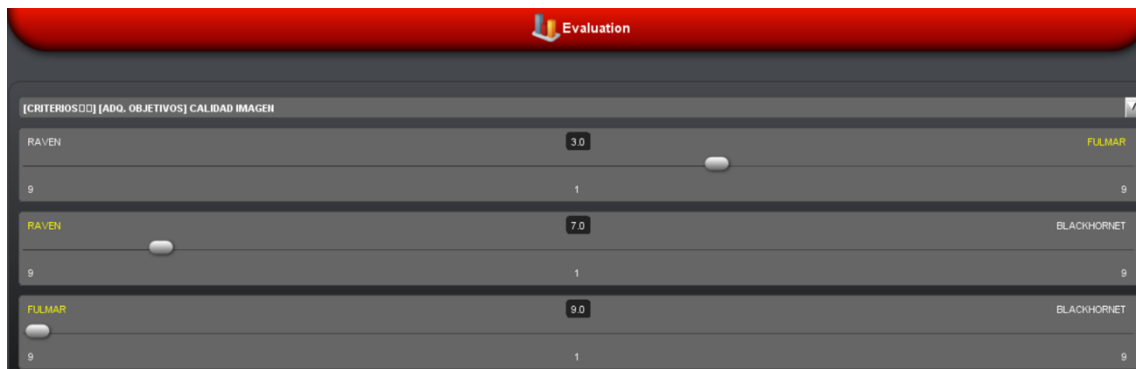 Evaluation
[CRITERIOS□□] [ADQ. OBJETIVOS] CALIDAD IMAGEN
RAVEN 3.0 FULMAR
9 1 9
RAVEN 7.0 BLACKHORNET
9 1 9
FULMAR 9.0 BLACKHORNET
9 1 9